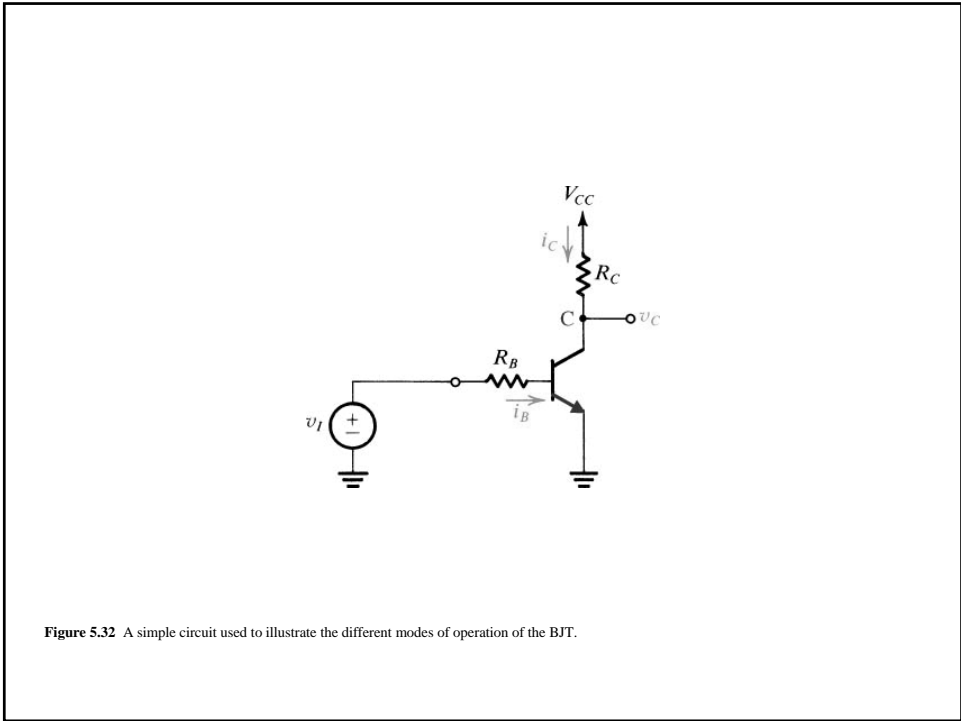 V_CC
i_C
R_C
C
v_C
R_B
i_B
v_I
+
−
Figure 5.32 A simple circuit used to illustrate the different modes of operation of the BJT.